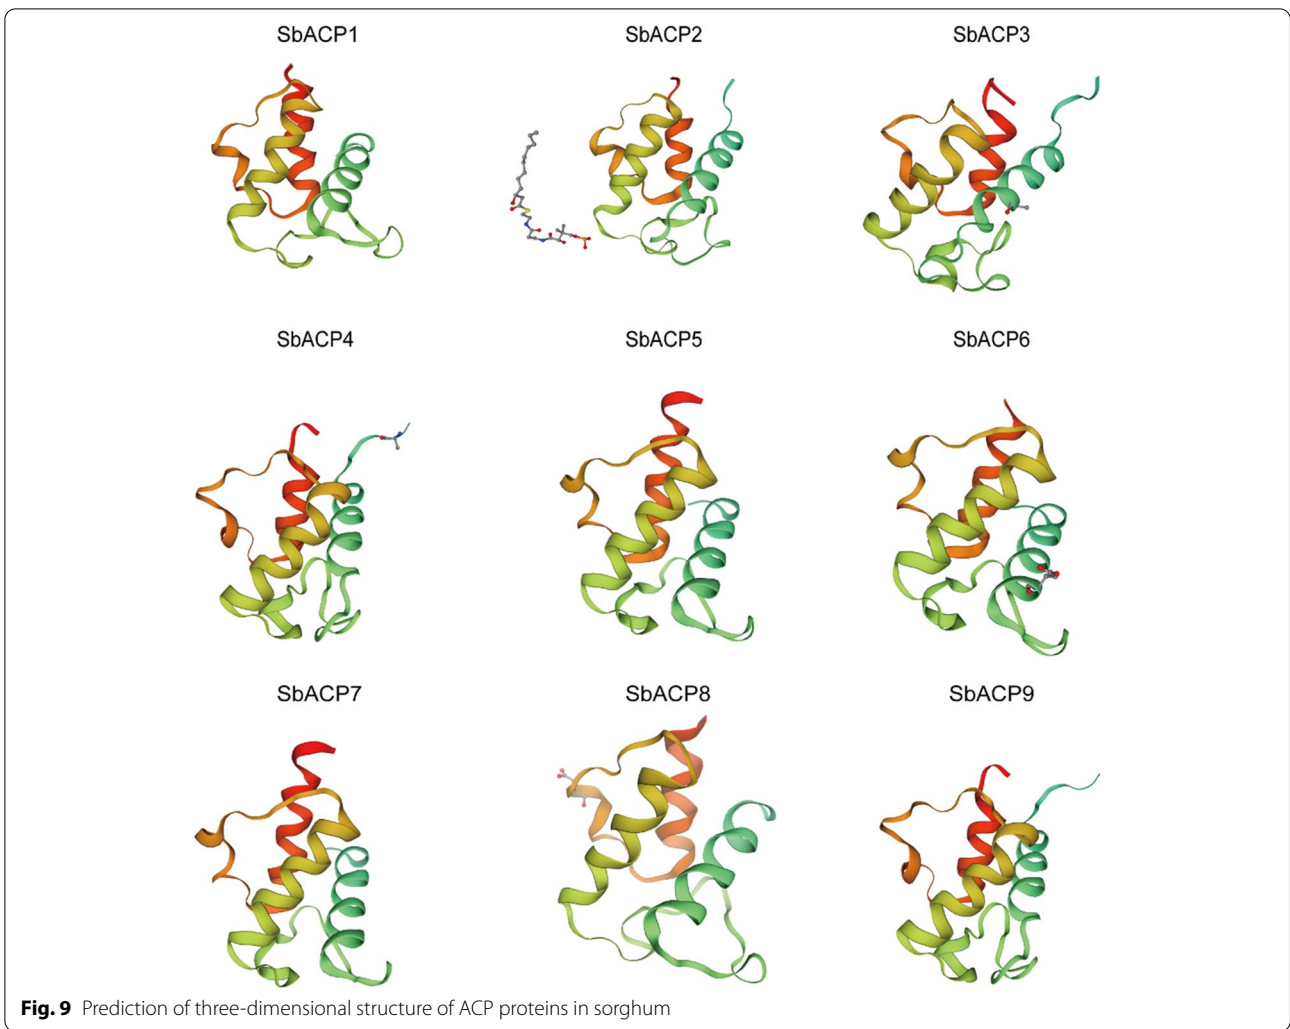 SbACP1
SbACP2
SbACP3
SbACP4
SbACP5
SbACP6
SbACP7
SbACP8
SbACP9
Fig. 9 Prediction of three-dimensional structure of ACP proteins in sorghum